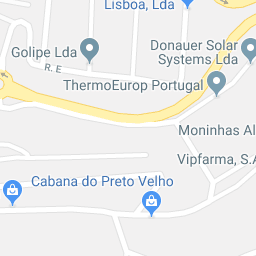 Lisboa, Lda
Golipe Lda
Donauer Solar
Systems Lda
R. E
ThermoEurop Portugal
Moninhas Al
Vipfarma, S.A
Cabana do Preto Velho